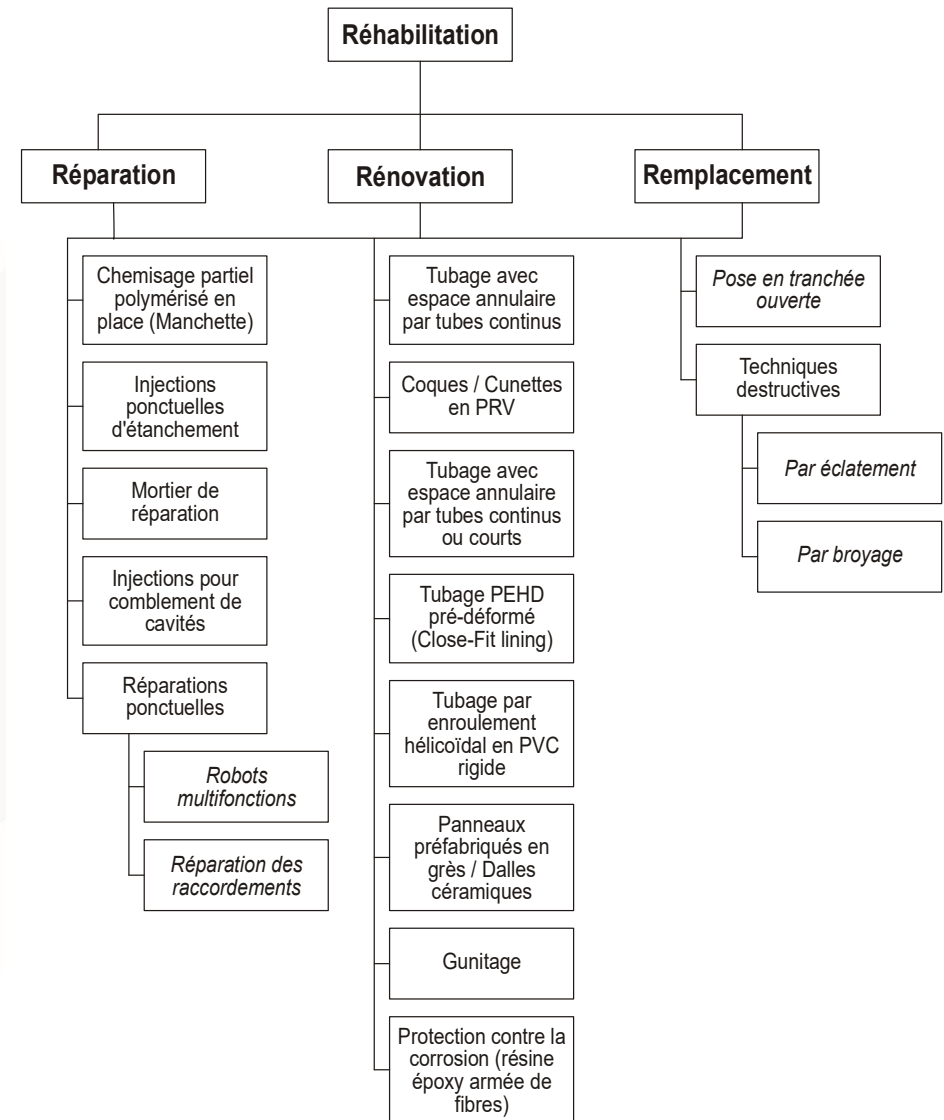 Réhabilitation
Réparation
Rénovation
Remplacement
Chemisage partiel
polymérisé en
place (Manchette)
Injections
ponctuelles
d'étanchement
Mortier de
réparation
Injections pour
comblement de
cavités
Réparations
ponctuelles
Robots
multifonctions
Réparation des
raccordements
Tubage avec
espace annulaire
par tubes continus
Coques / Cunettes
en PRV
Tubage avec
espace annulaire
par tubes continus
ou courts
Tubage PEHD
pré-déformé
(Close-Fit lining)
Tubage par
enroulement
hélicoïdal en PVC
rigide
Panneaux
préfabriqués en
grès / Dalles
céramiques
Gunitage
Protection contre la
corrosion (résine
époxy armée de
fibres)
Pose en tranchée
ouverte
Techniques
destructives
Par éclatement
Par broyage